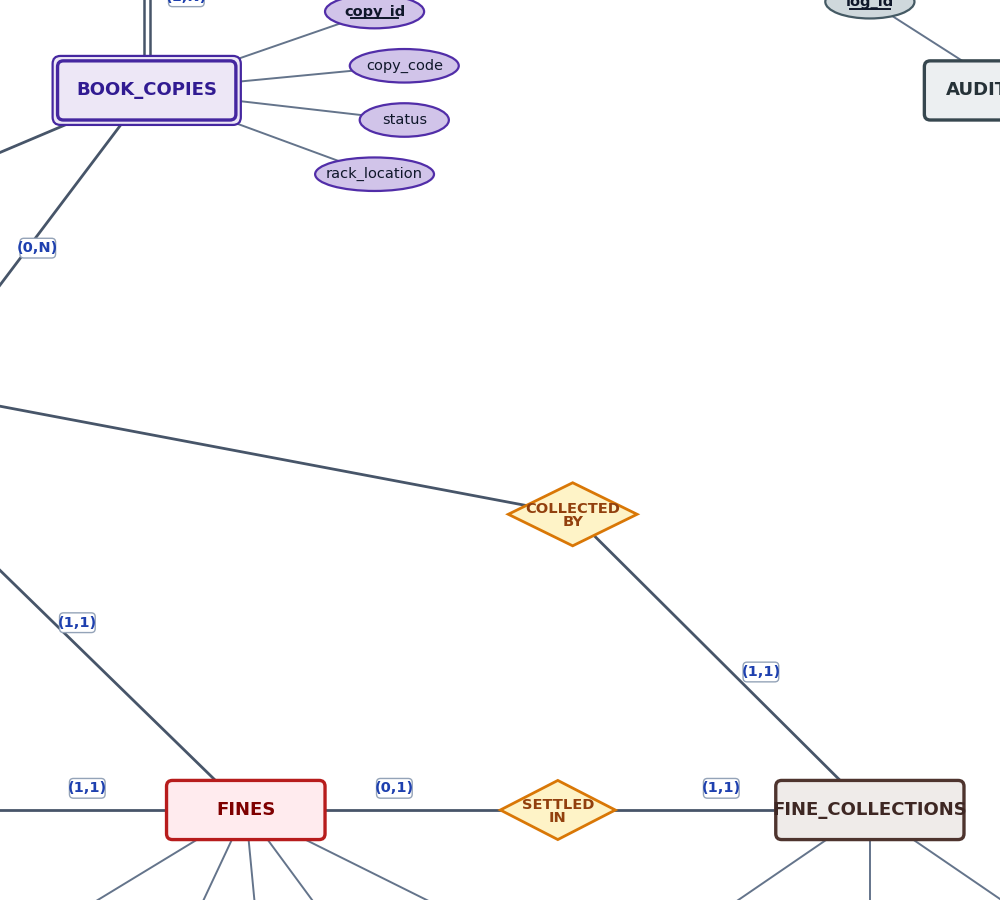 copy_id
log_id
BOOK_COPIES
copy_code
status
rack_location
(0,N)
COLLECTED
BY
(1,1)
(1,1)
(1,1)
FINES
(0,1)
SETTLED
IN
(1,1)
FINE_COLLECTIONS